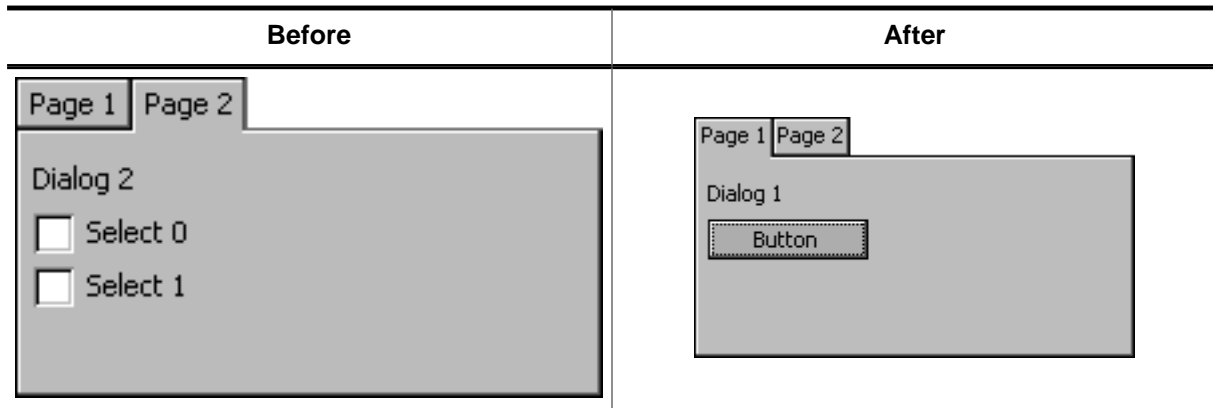 Before After
Page 1 Page 2
Dialog 2
Select 0
Select 1
Page 1 Page 2
Dialog 1
Button